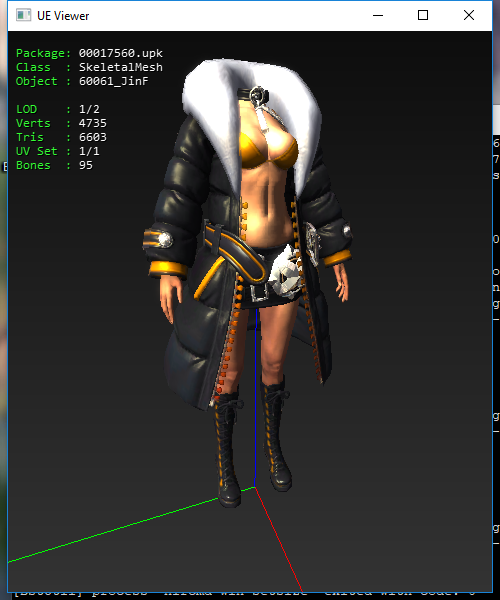 UE Viewer
Package: 00017560.upk
Class : SkeletalMesh
Object : 60061_JinF
LOD : 1/2
Verts : 4735
Tris : 6603
UV Set : 1/1
Bones : 95